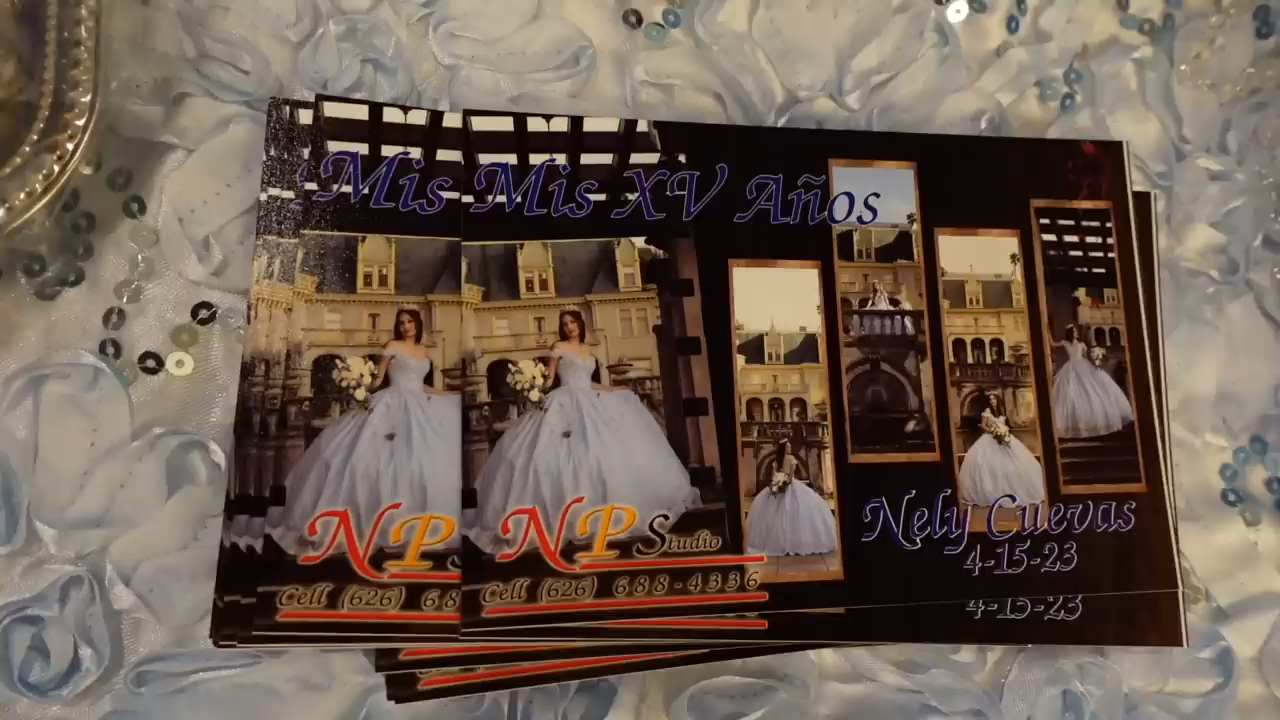 Mis Mis XV Años
NP NP Studio
Cell (626) 68 Cell (626) 688-4336
Nely Cuevas
4-15-23
4-15-23